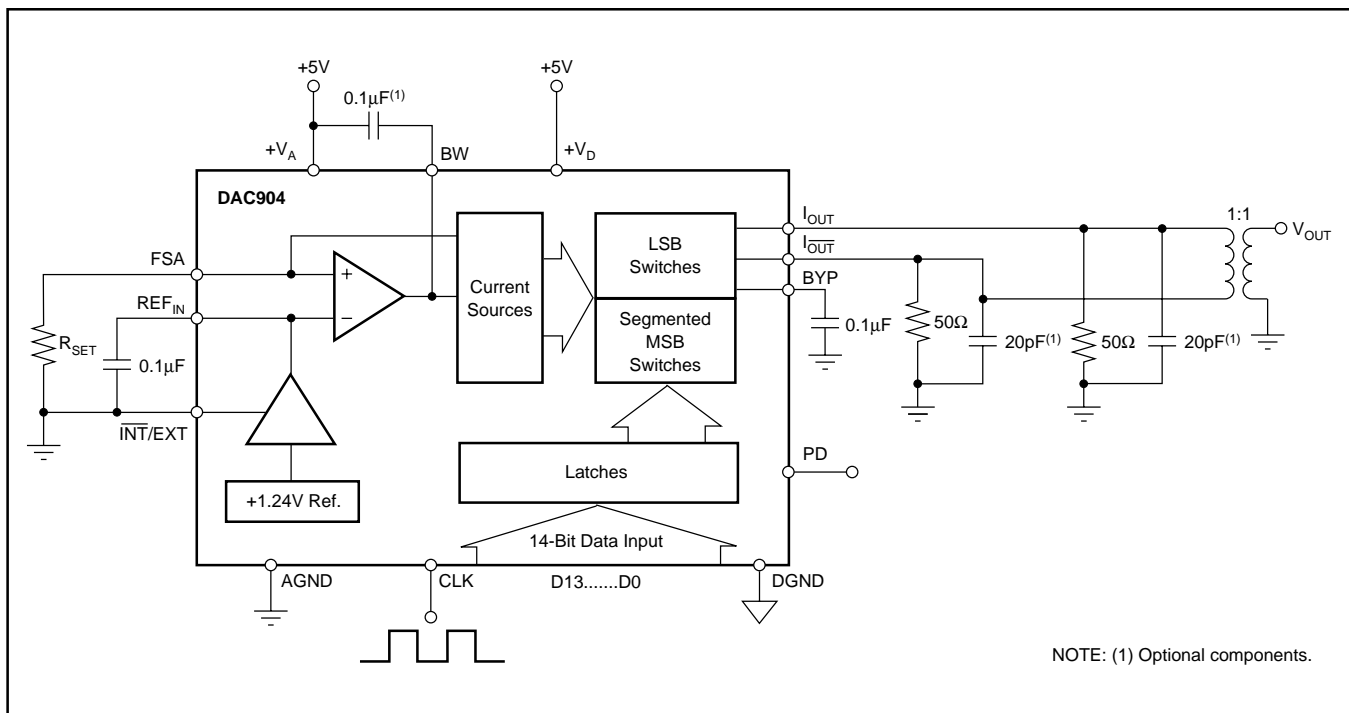 +5V
+5V
0.1µF(1)
+VA
BW
+VD
DAC904
FSA
REFIN
RSET
0.1µF
INT/EXT
+
–
Current
Sources
LSB
Switches
Segmented
MSB
Switches
Latches
+1.24V Ref.
14-Bit Data Input
IOUT
IOUT
BYP
0.1µF
50Ω
20pF(1)
50Ω
20pF(1)
1:1
VOUT
PD
AGND
CLK
D13.......D0
DGND
NOTE: (1) Optional components.